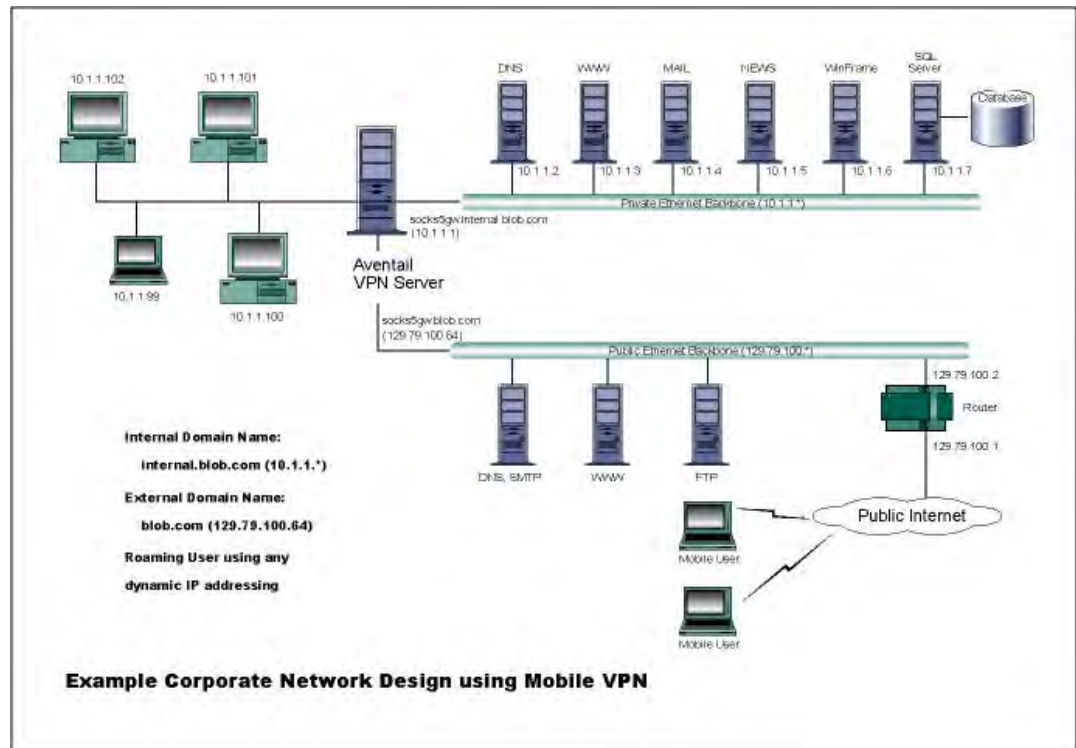 10.1.1.102
10.1.1.101
DNS
WWW
MAIL
NEWS
WinFrame
SQL
Server
Database
10.1.1.2
10.1.1.3
10.1.1.4
10.1.1.5
10.1.1.6
10.1.1.7
Private Ethernet Backbone (10.1.1.*)
socks5gw.internal.blob.com
(10.1.1.1)
Aventail
VPN Server
10.1.1.99
10.1.1.100
socks5gw.blob.com
(129.79.100.64)
Public Ethernet Backbone (129.79.100.*)
129.79.100.2
Router
129.79.100.1
DNS, SMTP
WWW
FTP
Public Internet
Mobile User
Mobile User
Internal Domain Name:
internal.blob.com (10.1.1.*)
External Domain Name:
blob.com (129.79.100.64)
Roaming User using any
dynamic IP addressing
Example Corporate Network Design using Mobile VPN